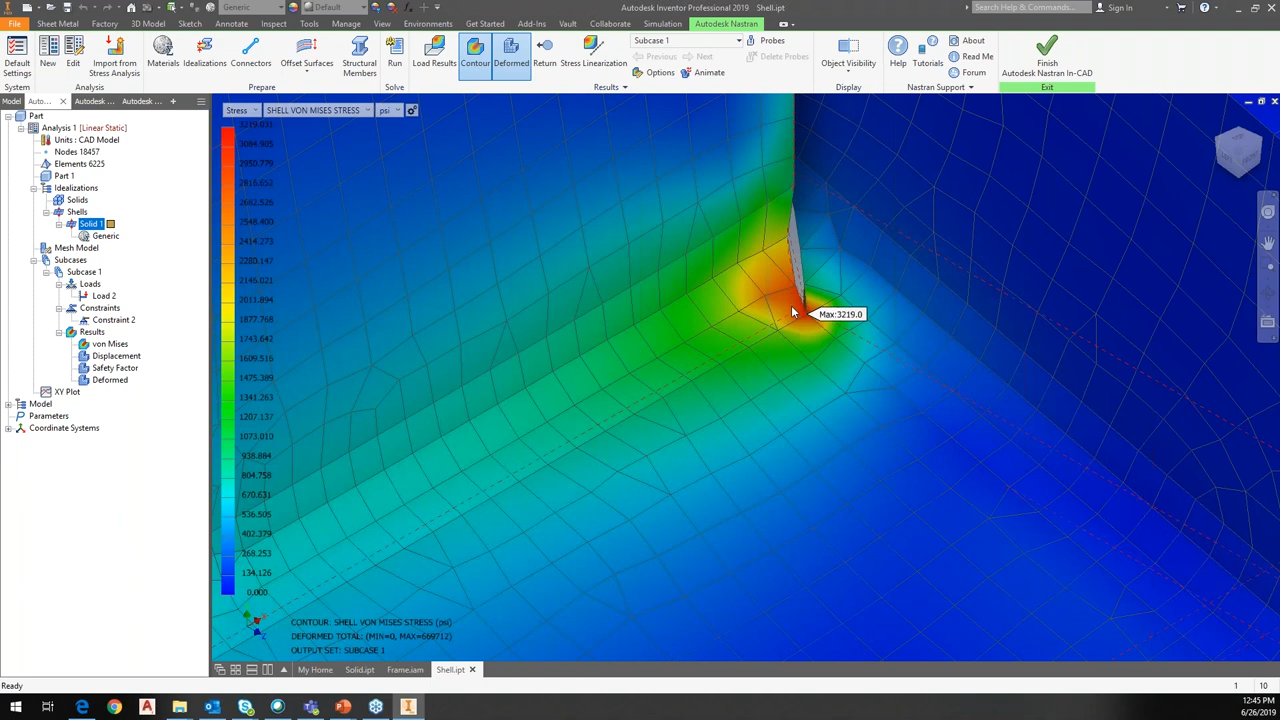 Generic
Default
Autodesk Inventor Professional 2019 Shell.ipt
Search Help & Commands...
Sign In
File Sheet Metal Factory 3D Model Sketch Annotate Inspect Tools Manage View Environments Get Started Add-Ins Vault Collaborate Simulation Autodesk Nastran
Default Settings
New
Edit
Import from Stress Analysis
Materials
Idealizations
Connectors
Offset Surfaces
Structural Members
Run
Load Results
Contour
Deformed
Return
Stress Linearization
Subcase 1
Probes
Previous
Next
Delete Probes
Options
Animate
Object Visibility
Help
Tutorials
About
Read Me
Forum
Finish Autodesk Nastran In-CAD
System Analysis Prepare Solve Results Display Nastran Support Exit
Model Auto... Autodesk ... Autodesk ...
Part
Analysis 1 [Linear Static]
Units : CAD Model
Nodes 18457
Elements 6225
Part 1
Idealizations
Solids
Shells
Solid 1
Generic
Mesh Model
Subcases
Subcase 1
Loads
Load 2
Constraints
Constraint 2
Results
von Mises
Displacement
Safety Factor
Deformed
XY Plot
Model
Parameters
Coordinate Systems
Stress SHELL VON MISES STRESS psi
3219.031
3084.905
2950.779
2816.652
2682.526
2548.400
2414.273
2280.147
2146.021
2011.894
1877.768
1743.642
1609.516
1475.389
1341.263
1207.137
1073.010
938.884
804.758
670.631
536.505
402.379
268.253
134.126
0.000
Max:3219.0
CONTOUR: SHELL VON MISES STRESS (psi)
DEFORMED TOTAL: (MIN=0, MAX=669712)
OUTPUT SET: SUBCASE 1
My Home Solid.ipt Frame.iam Shell.ipt
Ready
1 10
12:45 PM
6/26/2019